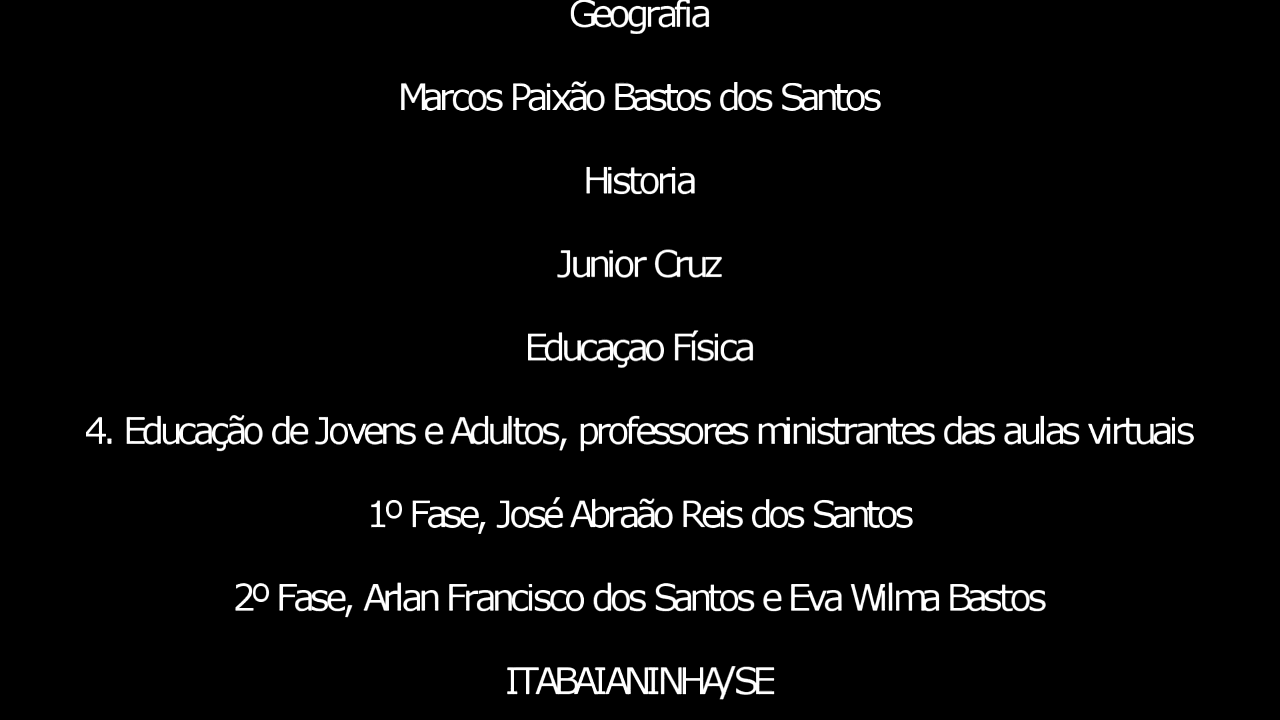 Geografia
Marcos Paixão Bastos dos Santos
Historia
Junior Cruz
Educaçao Física
4. Educação de Jovens e Adultos, professores ministrantes das aulas virtuais
1º Fase, José Abraão Reis dos Santos
2º Fase, Arlan Francisco dos Santos e Eva Wilma Bastos
ITABAIANINHA/SE